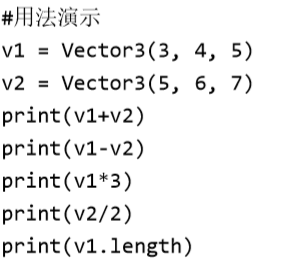 #用法演示
v1 = Vector3(3, 4, 5)
v2 = Vector3(5, 6, 7)
print(v1+v2)
print(v1-v2)
print(v1*3)
print(v2/2)
print(v1.length)